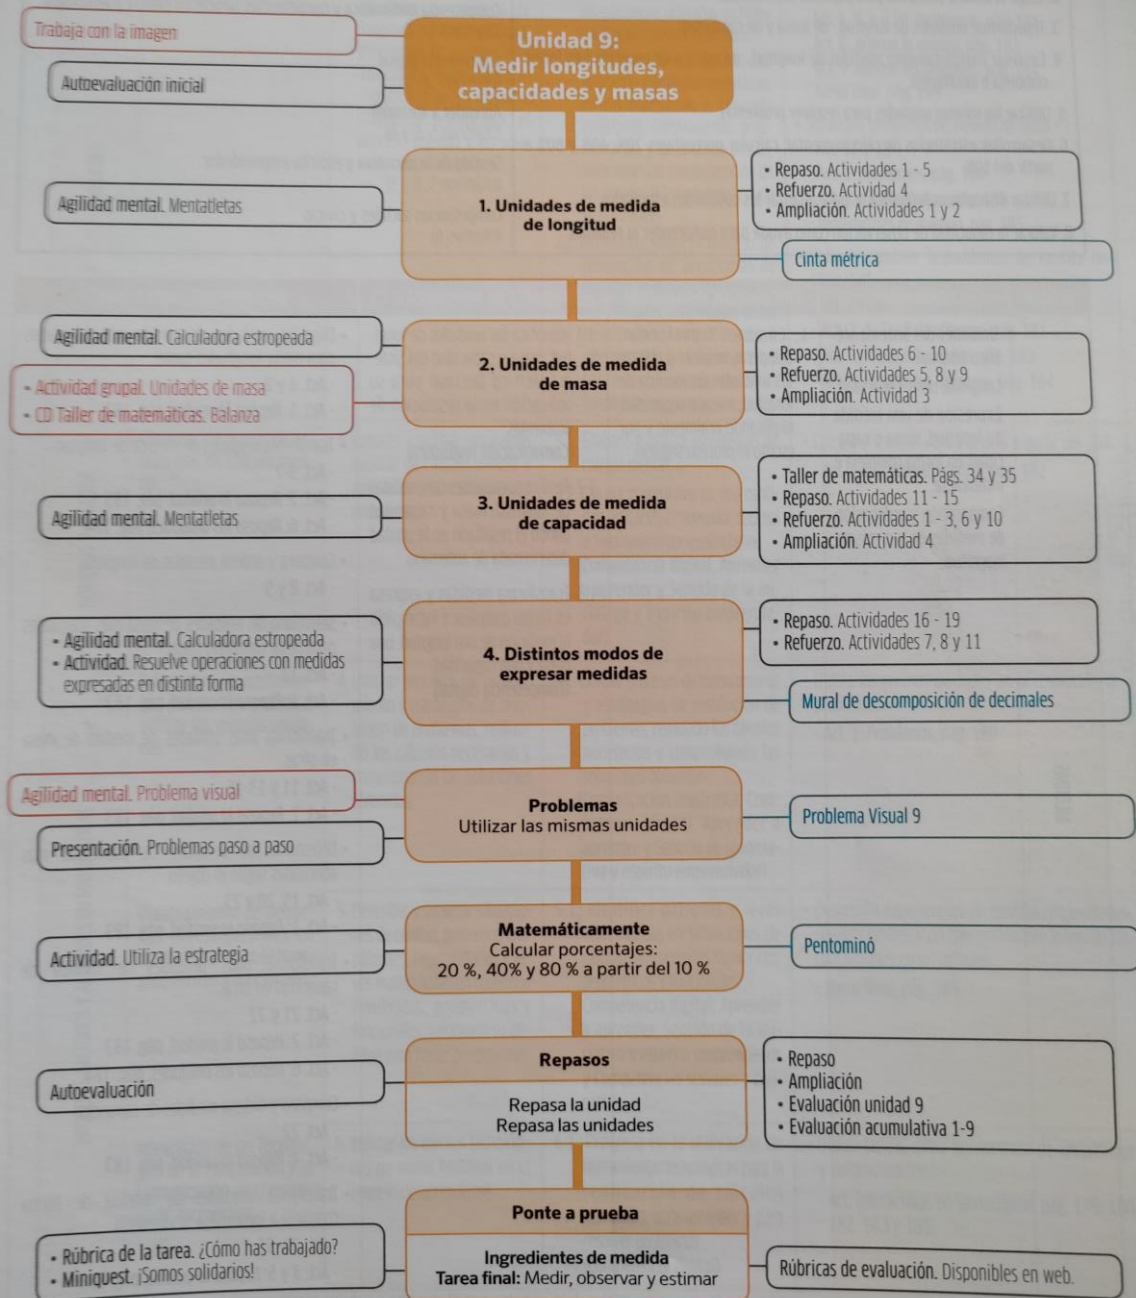 Trabaja con la imagen
Autoevaluación inicial
Unidad 9:
Medir longitudes,
capacidades y masas
Agilidad mental. Mentatletas
1. Unidades de medida
de longitud
• Repaso. Actividades 1 - 5
• Refuerzo. Actividad 4
• Ampliación. Actividades 1 y 2
Cinta métrica
Agilidad mental. Calculadora estropeada
• Actividad grupal. Unidades de masa
• CD Taller de matemáticas. Balanza
2. Unidades de medida
de masa
• Repaso. Actividades 6 - 10
• Refuerzo. Actividades 5, 8 y 9
• Ampliación. Actividad 3
Agilidad mental. Mentatletas
3. Unidades de medida
de capacidad
• Taller de matemáticas. Págs. 34 y 35
• Repaso. Actividades 11 - 15
• Refuerzo. Actividades 1 - 3, 6 y 10
• Ampliación. Actividad 4
• Agilidad mental. Calculadora estropeada
• Actividad. Resuelve operaciones con medidas
expresadas en distinta forma
4. Distintos modos de
expresar medidas
• Repaso. Actividades 16 - 19
• Refuerzo. Actividades 7, 8 y 11
Mural de descomposición de decimales
Agilidad mental. Problema visual
Presentación. Problemas paso a paso
Problemas
Utilizar las mismas unidades
Problema Visual 9
Actividad. Utiliza la estrategia
Matemáticamente
Calcular porcentajes:
20 %, 40% y 80 % a partir del 10 %
Pentominó
Autoevaluación
Repasos
Repasa la unidad
Repasa las unidades
• Repaso
• Ampliación
• Evaluación unidad 9
• Evaluación acumulativa 1-9
• Rúbrica de la tarea. ¿Cómo has trabajado?
• Miniquest. ¡Somos solidarios!
Ponte a prueba
Ingredientes de medida
Tarea final: Medir, observar y estimar
Rúbricas de evaluación. Disponibles en web.